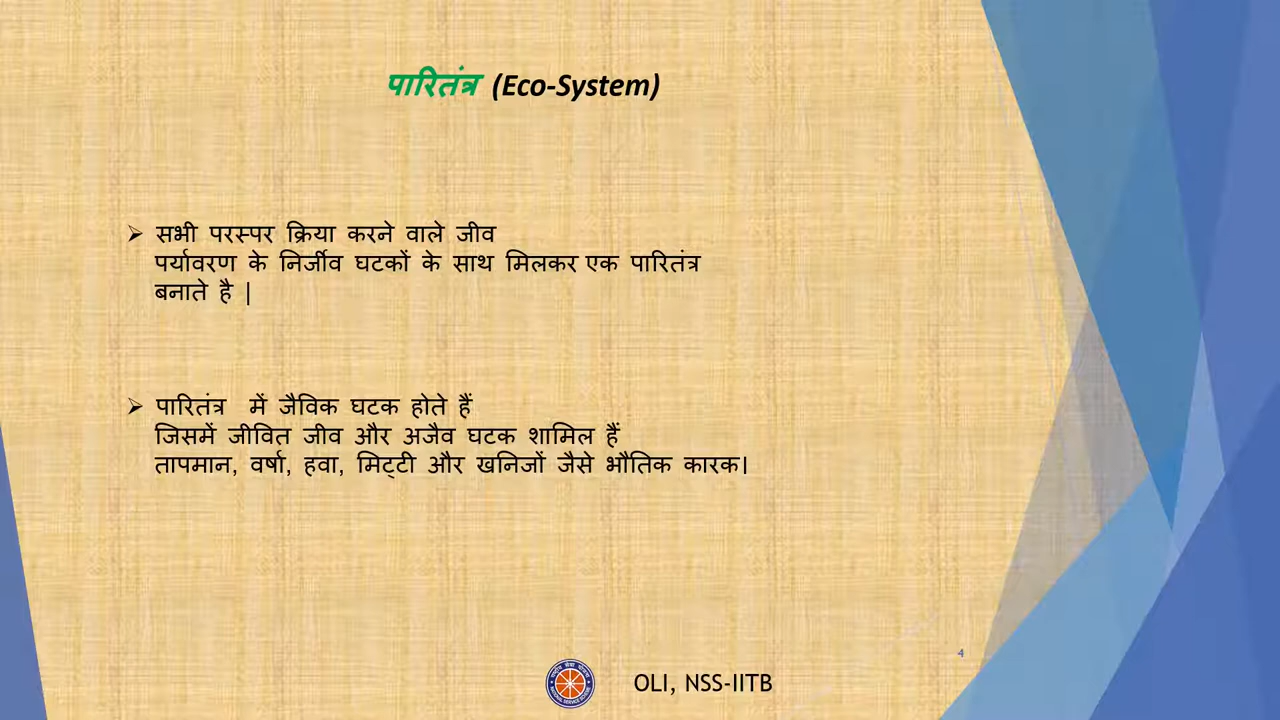 पारितंत्र (Eco-System)
➢ सभी परस्पर क्रिया करने वाले जीव
पर्यावरण के निर्जीव घटकों के साथ मिलकर एक पारितंत्र
बनाते है |
➢ पारितंत्र में जैविक घटक होते हैं
जिसमें जीवित जीव और अजैव घटक शामिल हैं
तापमान, वर्षा, हवा, मिट्टी और खनिजों जैसे भौतिक कारक।
4
OLI, NSS-IITB